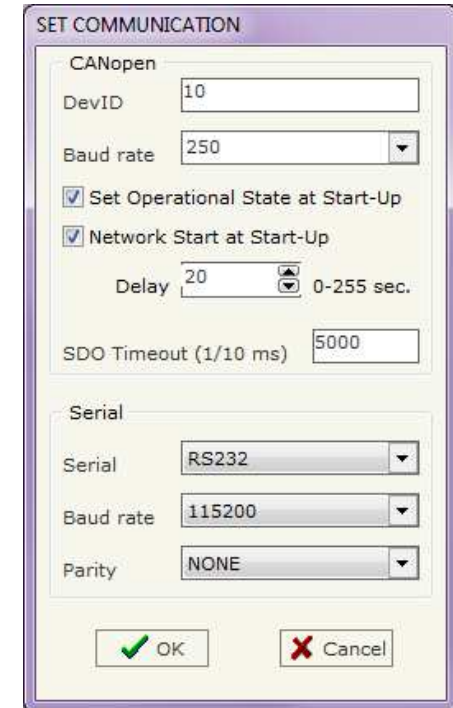 SET COMMUNICATION
CANopen
DevID 10
Baud rate 250
Set Operational State at Start-Up
Network Start at Start-Up
Delay 20 0-255 sec.
SDO Timeout (1/10 ms) 5000
Serial
Serial RS232
Baud rate 115200
Parity NONE
OK Cancel